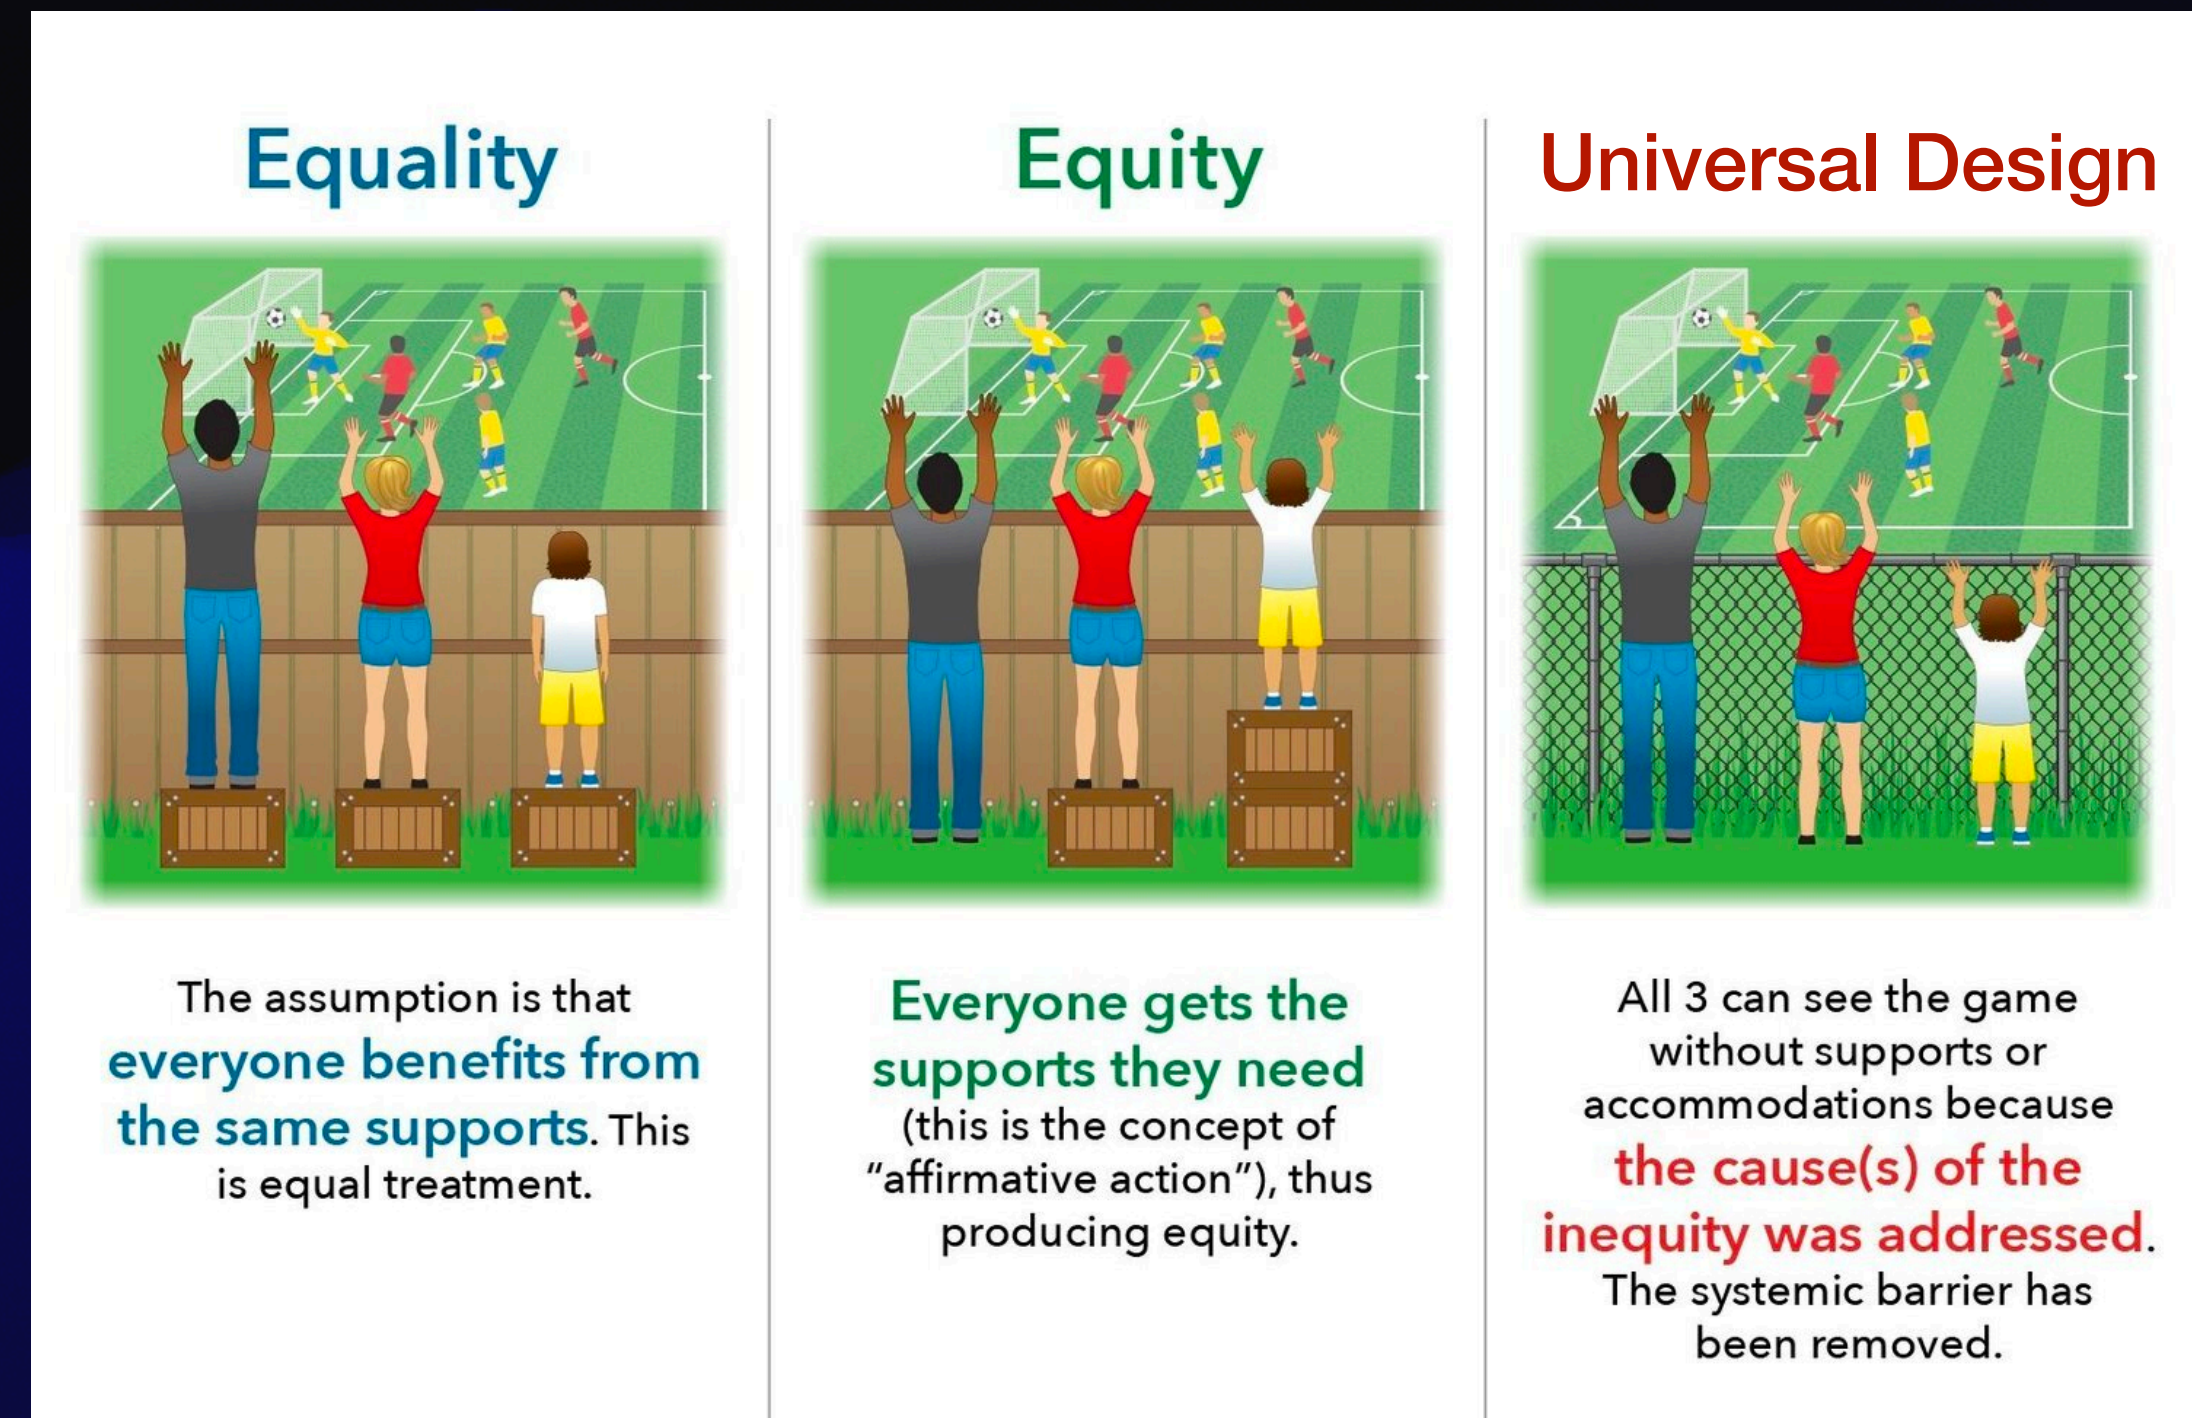 Equality
The assumption is that
everyone benefits from
the same supports. This
is equal treatment.
Equity
Everyone gets the
supports they need
(this is the concept of
“affirmative action”), thus
producing equity.
Universal Design
All 3 can see the game
without supports or
accommodations because
the cause(s) of the
inequity was addressed.
The systemic barrier has
been removed.